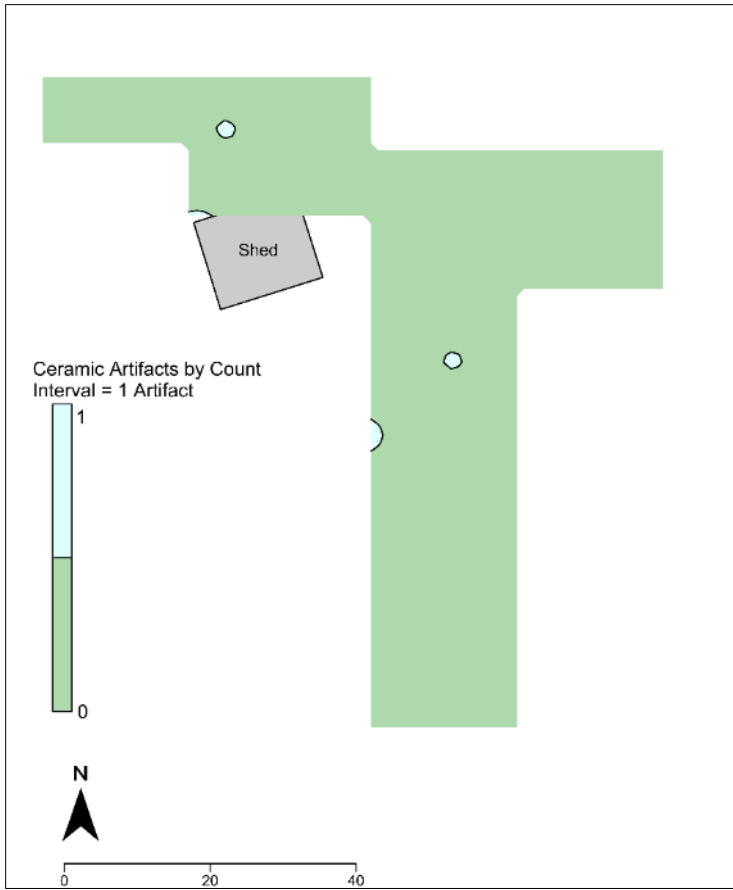 Shed
Ceramic Artifacts by Count
Interval = 1 Artifact
1
0
N
0 20 40